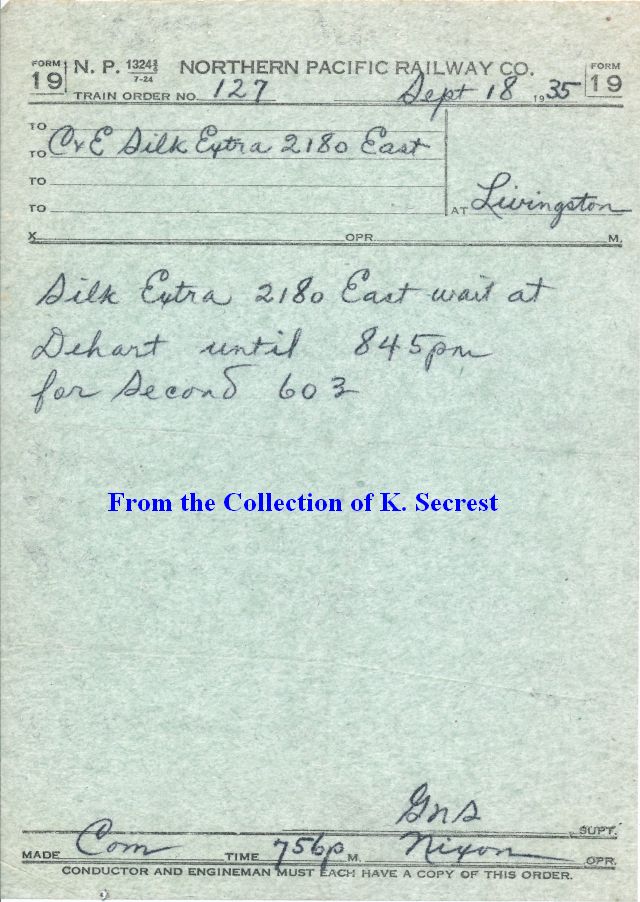 FORM 19 N. P. 1324¾ 7-24 NORTHERN PACIFIC RAILWAY CO. FORM 19
TRAIN ORDER NO. 127 Sept 18 1935
TO
TO C&E Silk Extra 2180 East
TO
TO AT Livingston
X OPR. M.
Silk Extra 2180 East wait at
Dehart until 845pm
for Second 603
From the Collection of K. Secrest
GNS SUPT.
MADE Com TIME 756p M. Nixon OPR.
CONDUCTOR AND ENGINEMAN MUST EACH HAVE A COPY OF THIS ORDER.